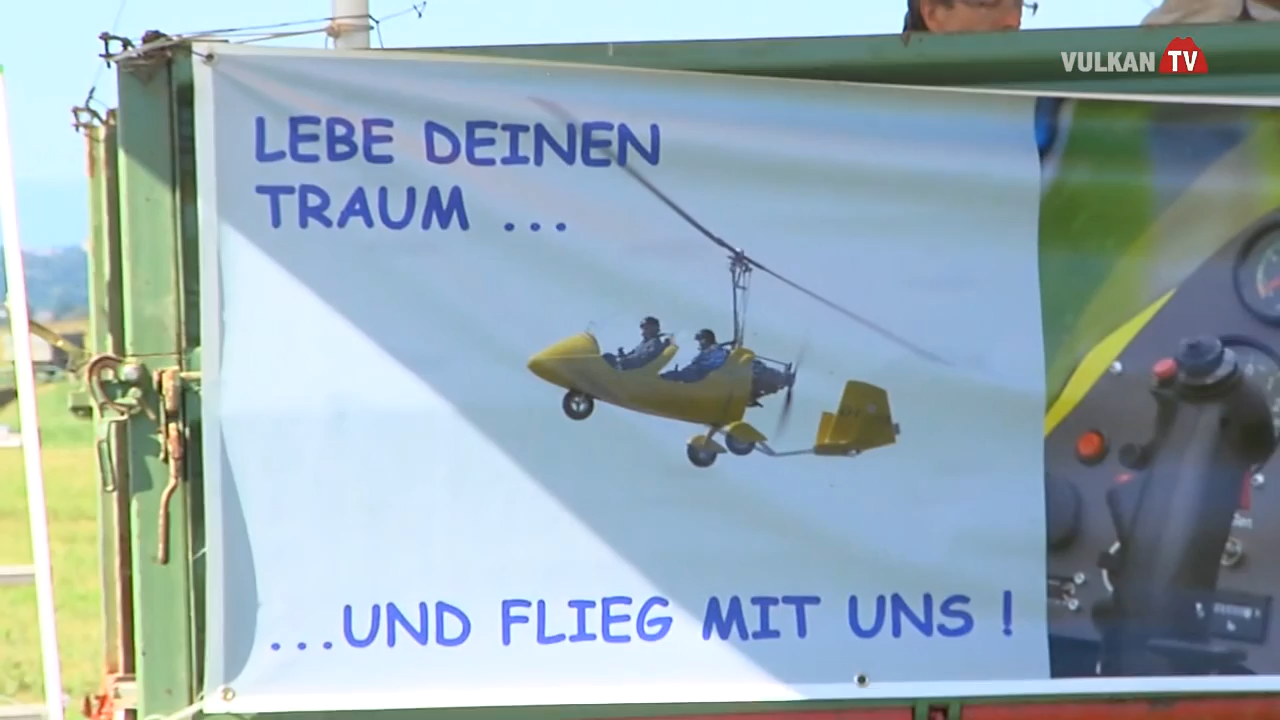 VULKAN TV
LEBE DEINEN
TRAUM ...
...UND FLIEG MIT UNS !